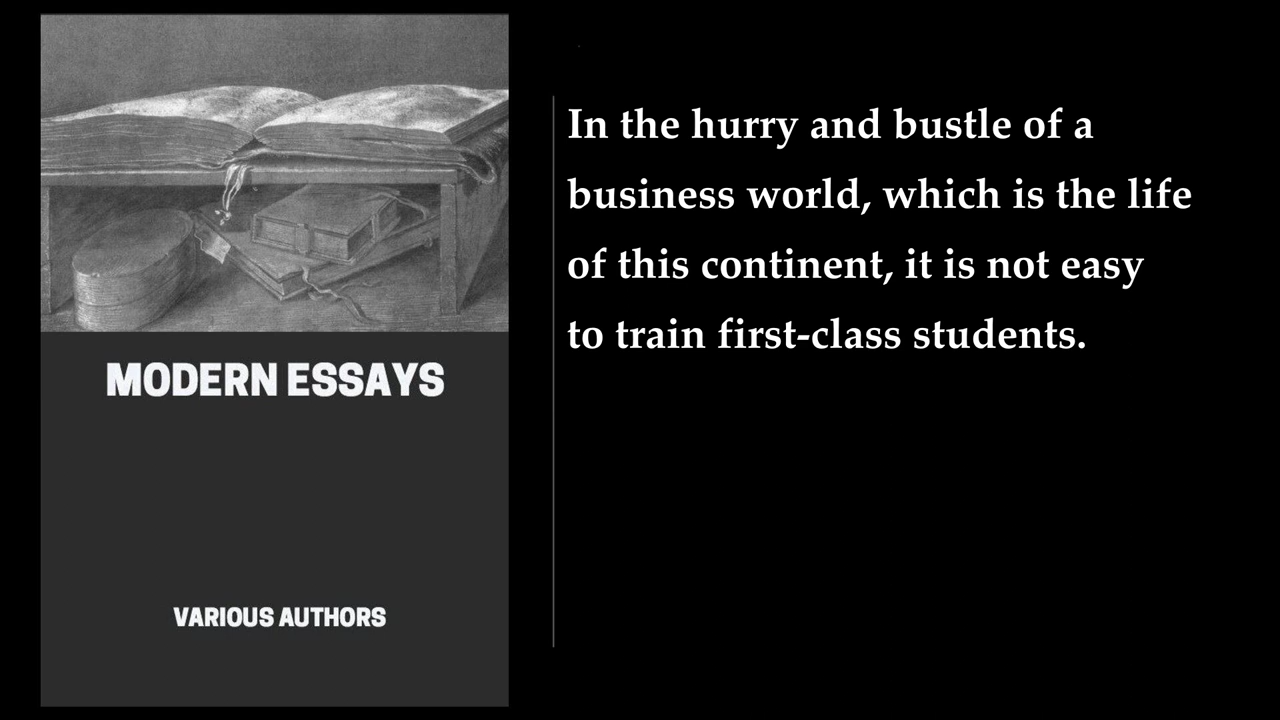 MODERN ESSAYS
VARIOUS AUTHORS
In the hurry and bustle of a
business world, which is the life
of this continent, it is not easy
to train first-class students.